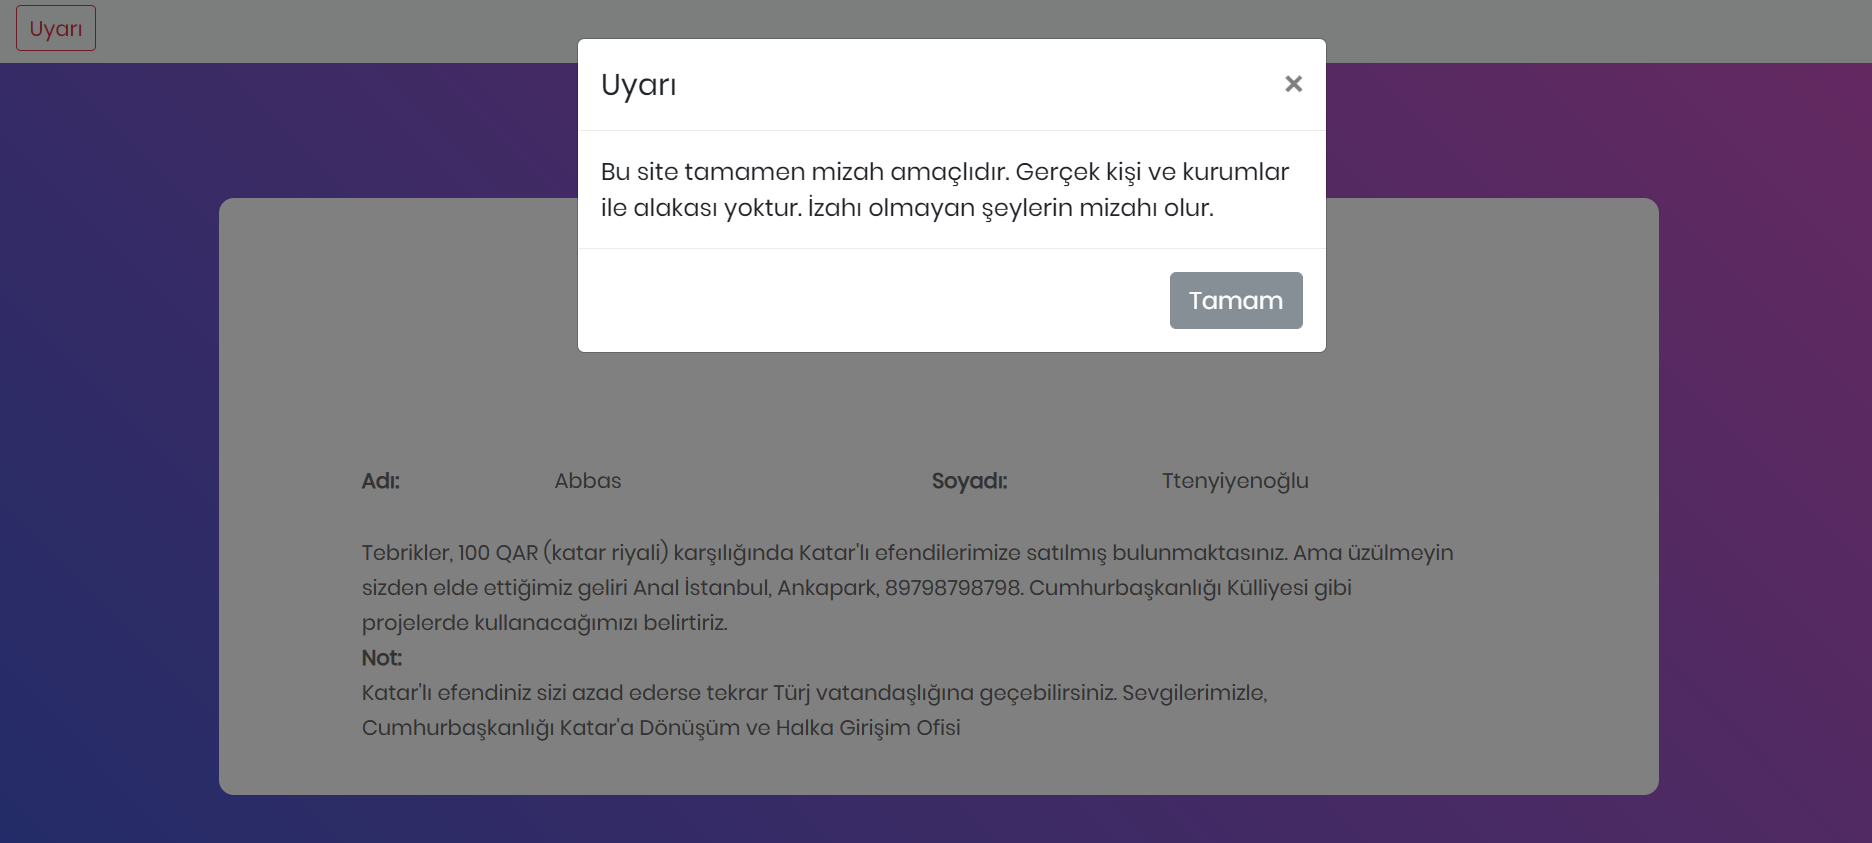 Uyarı
Uyarı
×
Bu site tamamen mizah amaçlıdır. Gerçek kişi ve kurumlar
ile alakası yoktur. İzahı olmayan şeylerin mizahı olur.
Tamam
Adı: Abbas Soyadı: Ttenyiyenoğlu
Tebrikler, 100 QAR (katar riyali) karşılığında Katar'lı efendilerimize satılmış bulunmaktasınız. Ama üzülmeyin
sizden elde ettiğimiz geliri Anal İstanbul, Ankapark, 89798798798. Cumhurbaşkanlığı Külliyesi gibi
projelerde kullanacağımızı belirtiriz.
Not:
Katar'lı efendiniz sizi azad ederse tekrar Türj vatandaşlığına geçebilirsiniz. Sevgilerimizle,
Cumhurbaşkanlığı Katar'a Dönüşüm ve Halka Girişim Ofisi